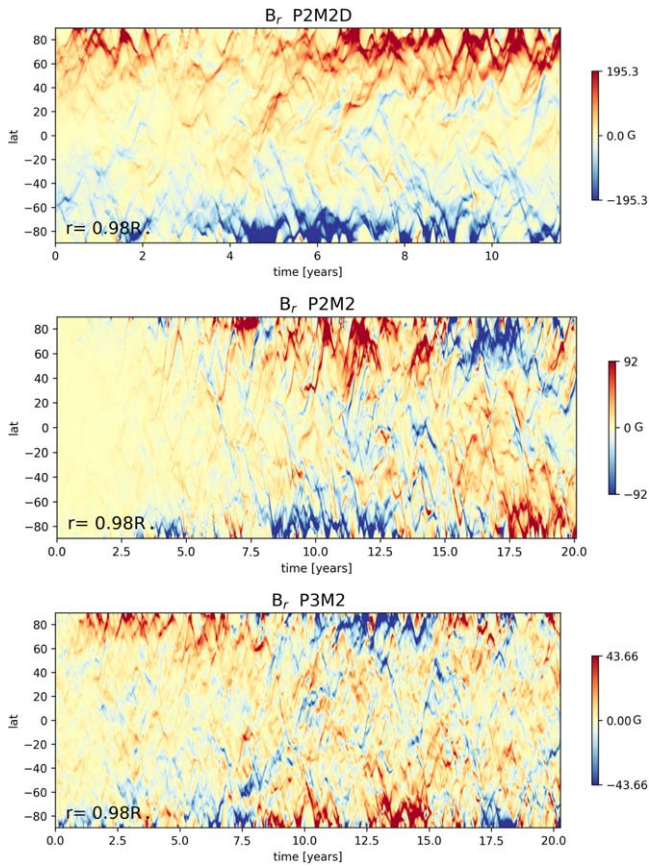 B_r P2M2D
80
60
40
20
0
−20
−40
−60
−80
lat
r= 0.98R.
0 2 4 6 8 10
time [years]
195.3
0.0 G
−195.3
B_r P2M2
80
60
40
20
0
−20
−40
−60
−80
lat
r= 0.98R.
0.0 2.5 5.0 7.5 10.0 12.5 15.0 17.5 20.0
time [years]
92
0 G
−92
B_r P3M2
80
60
40
20
0
−20
−40
−60
−80
lat
r= 0.98R.
0.0 2.5 5.0 7.5 10.0 12.5 15.0 17.5 20.0
time [years]
43.66
0.00 G
−43.66